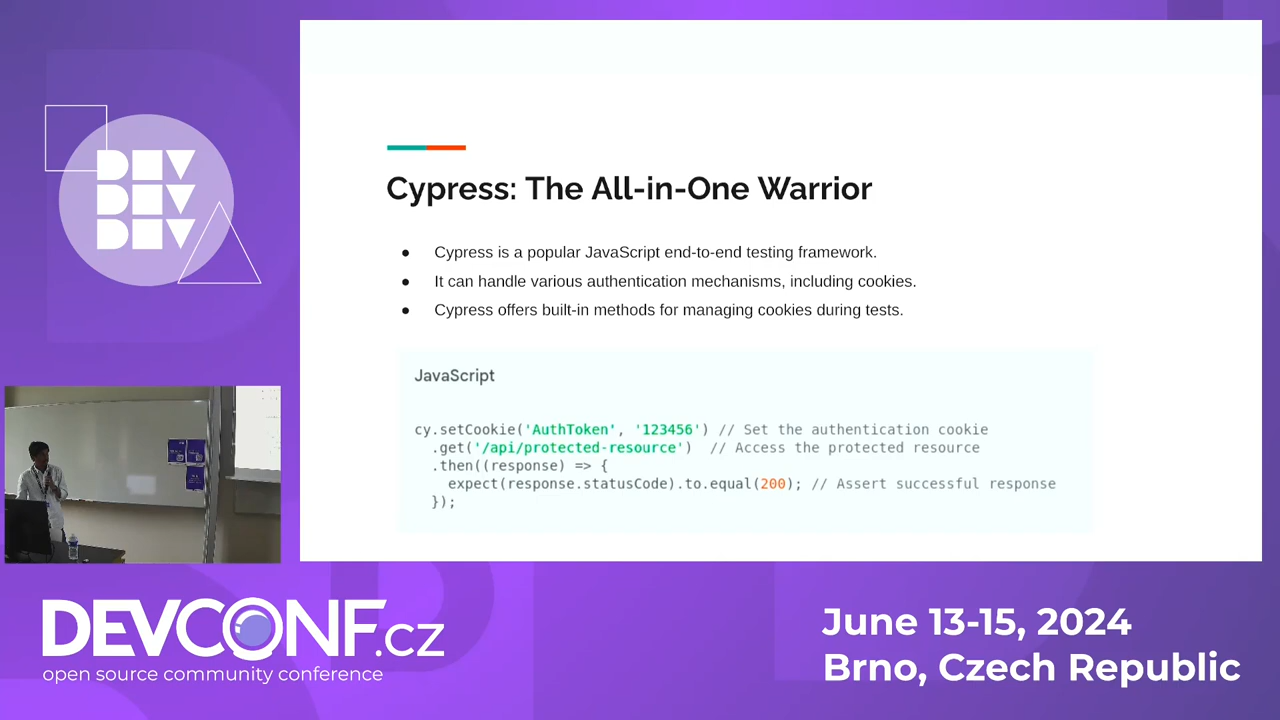 DEV
DEV
DEV
Cypress: The All-in-One Warrior
● Cypress is a popular JavaScript end-to-end testing framework.
● It can handle various authentication mechanisms, including cookies.
● Cypress offers built-in methods for managing cookies during tests.
JavaScript
cy.setCookie('AuthToken', '123456') // Set the authentication cookie
.get('/api/protected-resource') // Access the protected resource
.then((response) => {
expect(response.statusCode).to.equal(200); // Assert successful response
});
DEVCONF.cz
open source community conference
June 13-15, 2024
Brno, Czech Republic